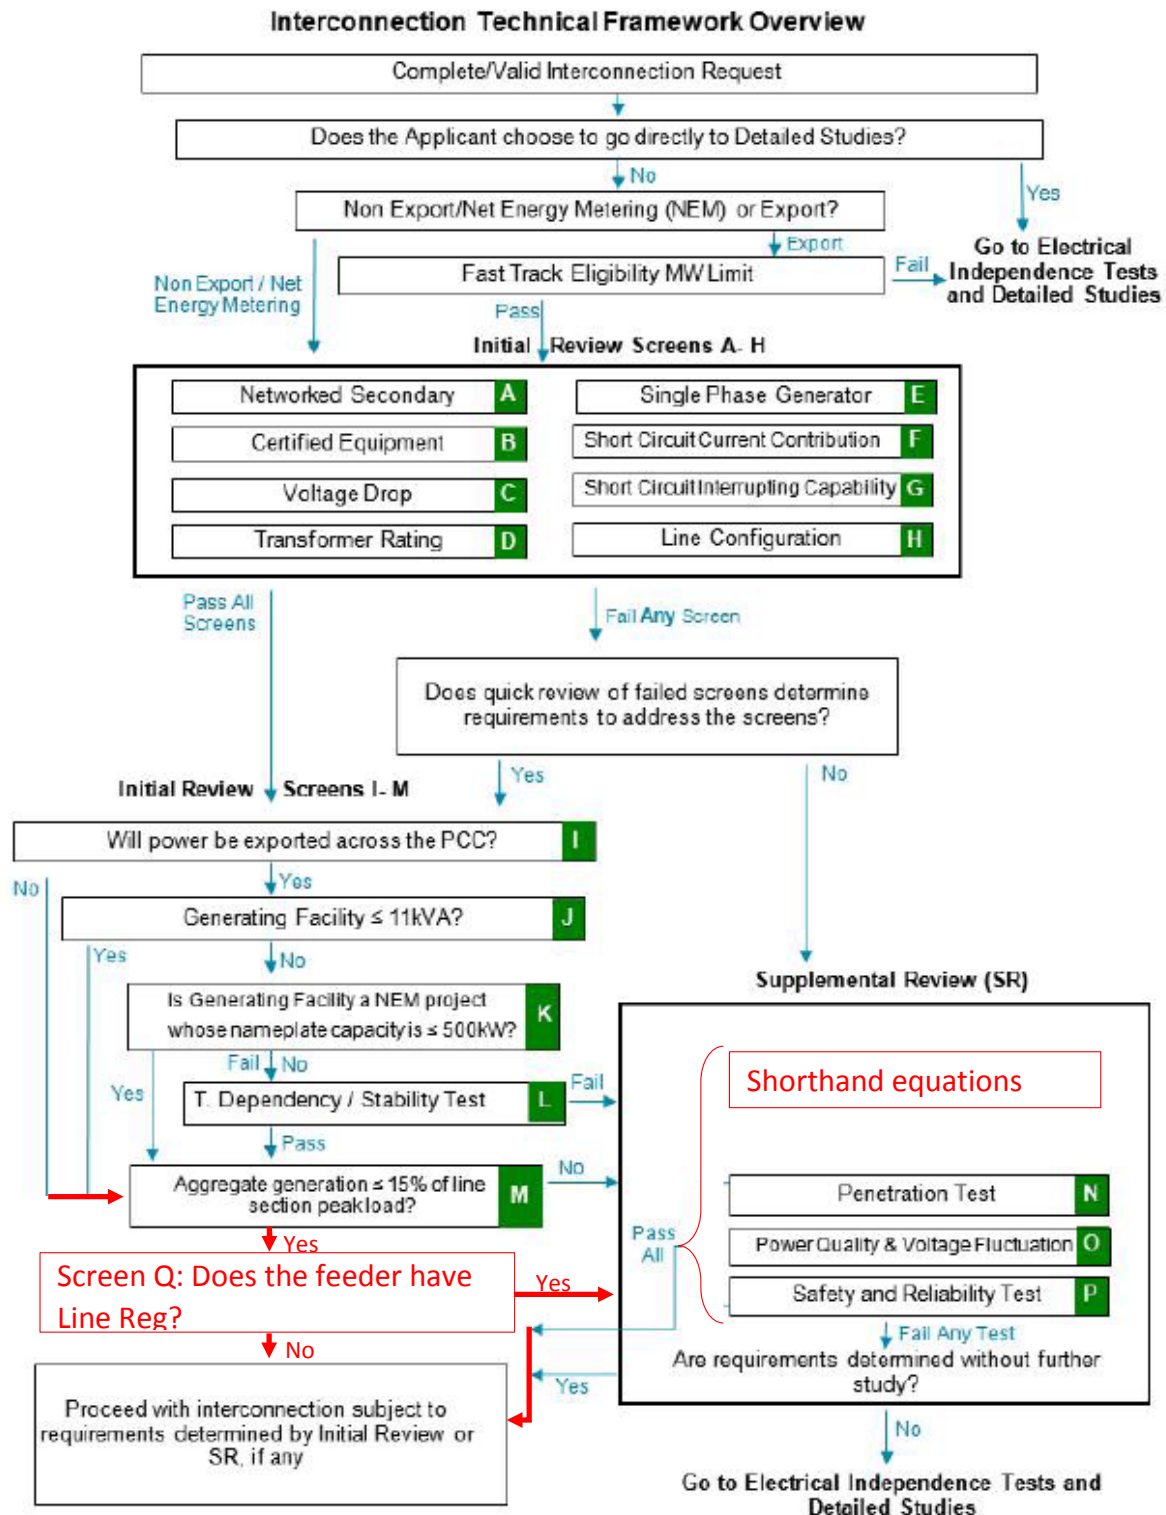 Interconnection Technical Framework Overview
Complete/Valid Interconnection Request
Does the Applicant choose to go directly to Detailed Studies?
No
Yes
Non Export/Net Energy Metering (NEM) or Export?
Export
Go to Electrical
Independence Tests
and Detailed Studies
Fast Track Eligibility MW Limit
Fail
Non Export / Net
Energy Metering
Pass
Initial Review Screens A- H
Networked Secondary A
Certified Equipment B
Voltage Drop C
Transformer Rating D
Single Phase Generator E
Short Circuit Current Contribution F
Short Circuit Interrupting Capability G
Line Configuration H
Pass All
Screens
Fail Any Screen
Does quick review of failed screens determine
requirements to address the screens?
Yes
No
Initial Review Screens I- M
Will power be exported across the PCC? I
No
Yes
Generating Facility ≤ 11kVA? J
Yes
No
Is Generating Facility a NEM project
whose nameplate capacity is ≤ 500kW?
K
Fail No
Yes
T. Dependency / Stability Test L
Fail
Pass
Aggregate generation ≤ 15% of line
section peak load?
M
No
Yes
Screen Q: Does the feeder have
Line Reg?
Yes
No
Proceed with interconnection subject to
requirements determined by Initial Review or
SR, if any
Supplemental Review (SR)
Shorthand equations
Penetration Test N
Power Quality & Voltage Fluctuation O
Safety and Reliability Test P
Pass
All
Fail Any Test
Are requirements determined without further
study?
Yes
No
Go to Electrical Independence Tests and
Detailed Studies